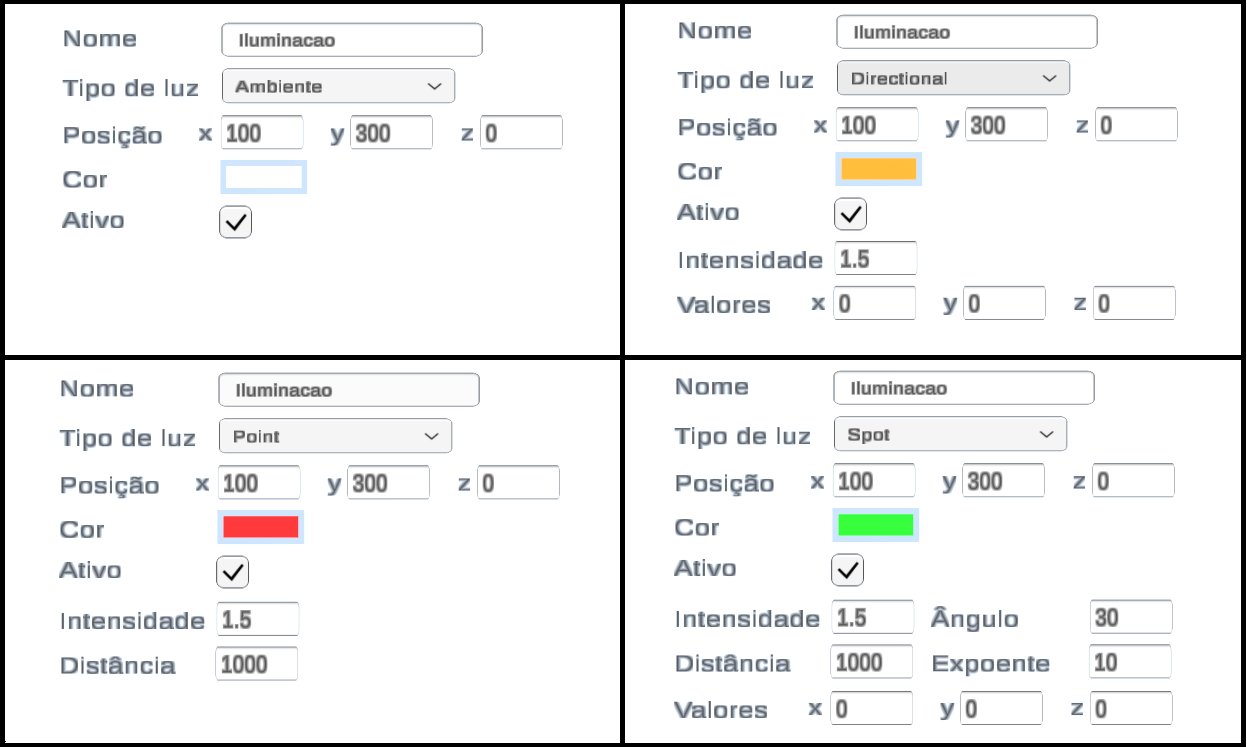 Nome Iluminacao
Tipo de luz Ambiente
Posição x 100 y 300 z 0
Cor
Ativo
Nome Iluminacao
Tipo de luz Directional
Posição x 100 y 300 z 0
Cor
Ativo
Intensidade 1.5
Valores x 0 y 0 z 0
Nome Iluminacao
Tipo de luz Point
Posição x 100 y 300 z 0
Cor
Ativo
Intensidade 1.5
Distância 1000
Nome Iluminacao
Tipo de luz Spot
Posição x 100 y 300 z 0
Cor
Ativo
Intensidade 1.5 Ângulo 30
Distância 1000 Expoente 10
Valores x 0 y 0 z 0